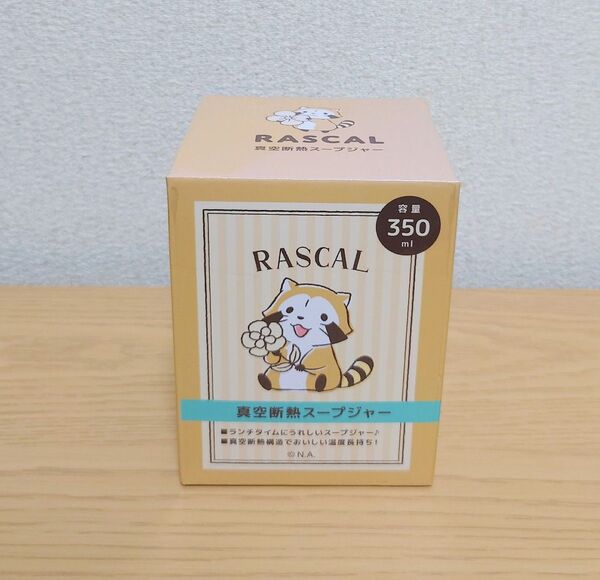 RASCAL
真空断熱スープジャー
容量
350
ml
RASCAL
真空断熱スープジャー
■ランチタイムにうれしいスープジャー♪
■真空断熱構造でおいしい温度長持ち!
©N.A.